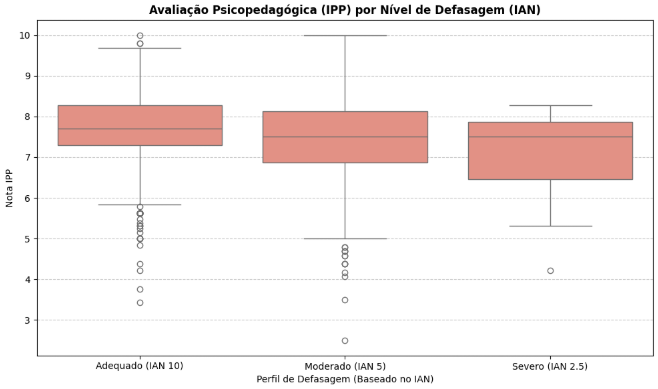 Avaliação Psicopedagógica (IPP) por Nível de Defasagem (IAN)
10
9
8
7
6
5
4
3
Nota IPP
Adequado (IAN 10) Moderado (IAN 5) Severo (IAN 2.5)
Perfil de Defasagem (Baseado no IAN)